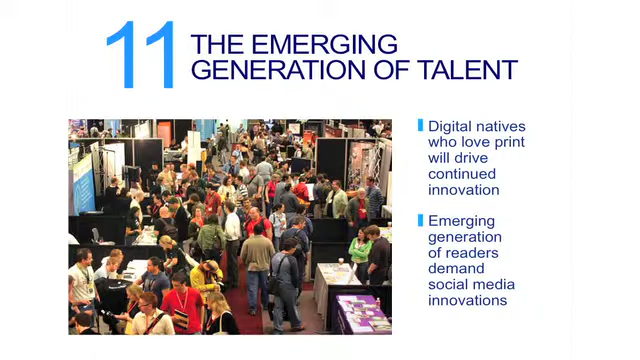 11
THE EMERGING
GENERATION OF TALENT
Digital natives
who love print
will drive
continued
innovation
Emerging
generation
of readers
demand
social media
innovations